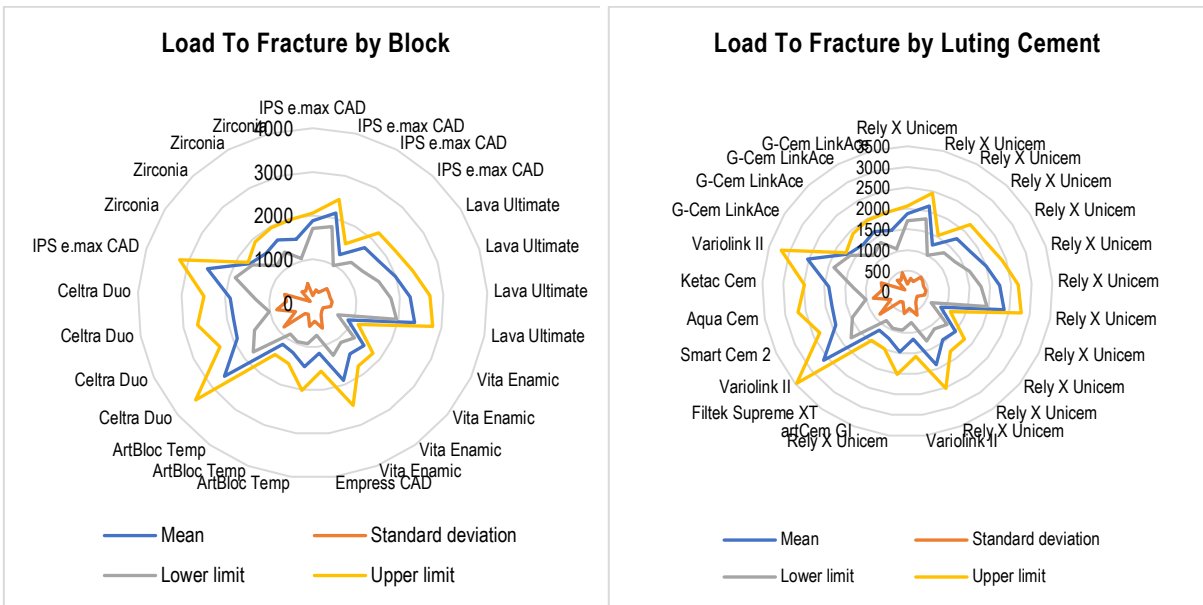 Load To Fracture by Block
IPS e.max CAD
IPS e.max CAD
IPS e.max CAD
IPS e.max CAD
Lava Ultimate
Lava Ultimate
Lava Ultimate
Lava Ultimate
Vita Enamic
Vita Enamic
Vita Enamic
Vita Enamic
Empress CAD
ArtBloc Temp
ArtBloc Temp
ArtBloc Temp
Celtra Duo
Celtra Duo
Celtra Duo
Celtra Duo
IPS e.max CAD
Zirconia
Zirconia
Zirconia
Zirconia
4000
3000
2000
1000
0
Mean
Standard deviation
Lower limit
Upper limit
Load To Fracture by Luting Cement
Rely X Unicem
Rely X Unicem
Rely X Unicem
Rely X Unicem
Rely X Unicem
Rely X Unicem
Rely X Unicem
Rely X Unicem
Rely X Unicem
Rely X Unicem
Rely X Unicem
Rely X Unicem
Variolink II
Rely X Unicem
artCem GI
Filtek Supreme XT
Variolink II
Smart Cem 2
Aqua Cem
Ketac Cem
Variolink II
G-Cem LinkAce
G-Cem LinkAce
G-Cem LinkAce
G-Cem LinkAce
3500
3000
2500
2000
1500
1000
500
0
Mean
Standard deviation
Lower limit
Upper limit